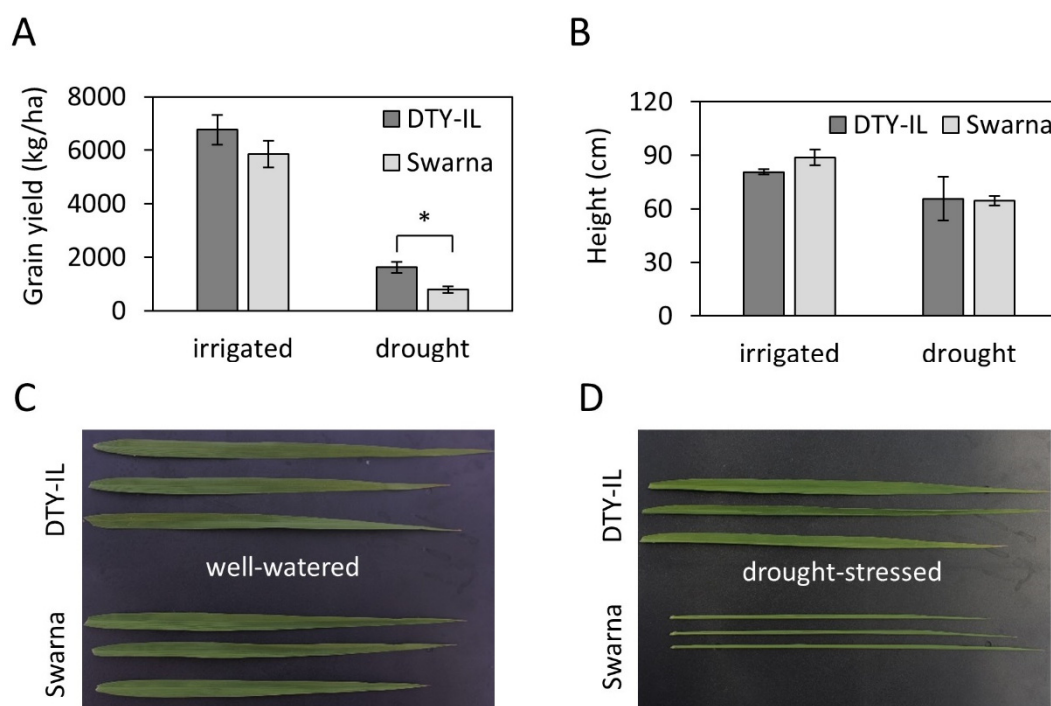 A
Grain yield (kg/ha)
8000
6000
4000
2000
0
DTY-IL
Swarna
*
irrigated
drought
B
Height (cm)
120
90
60
30
0
DTY-IL
Swarna
irrigated
drought
C
DTY-IL
well-watered
Swarna
D
DTY-IL
drought-stressed
Swarna